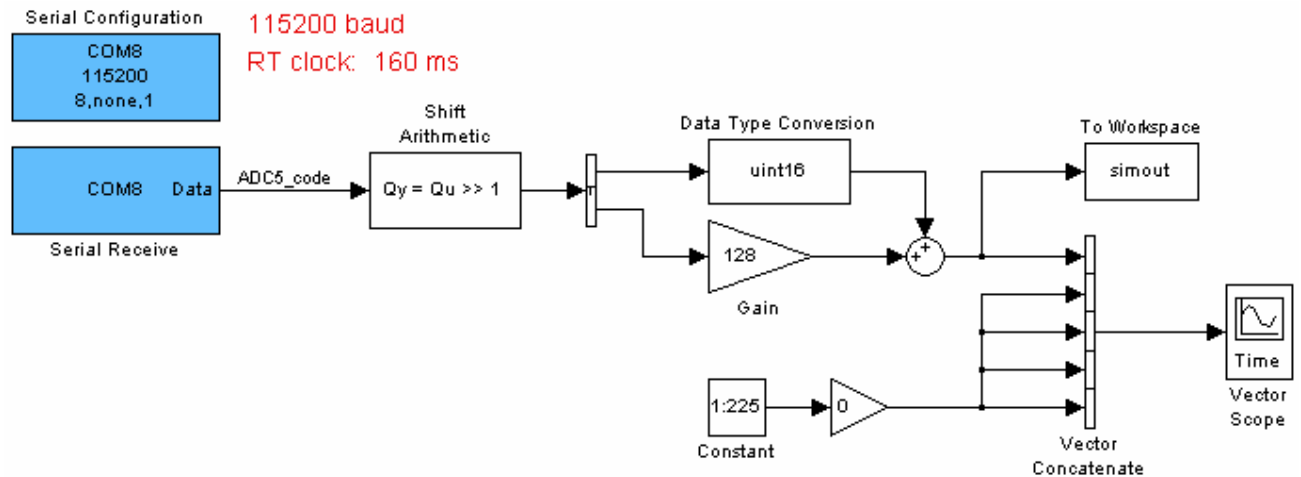 Serial Configuration
115200 baud
RT clock: 160 ms
COM8
115200
8,none,1
Shift
Arithmetic
Data Type Conversion
To Workspace
COM8 Data
ADC5_code
Qy = Qu >> 1
T
uint16
simout
Serial Receive
128
+
+
Gain
Time
1:225
0
Vector
Scope
Constant
Vector
Concatenate